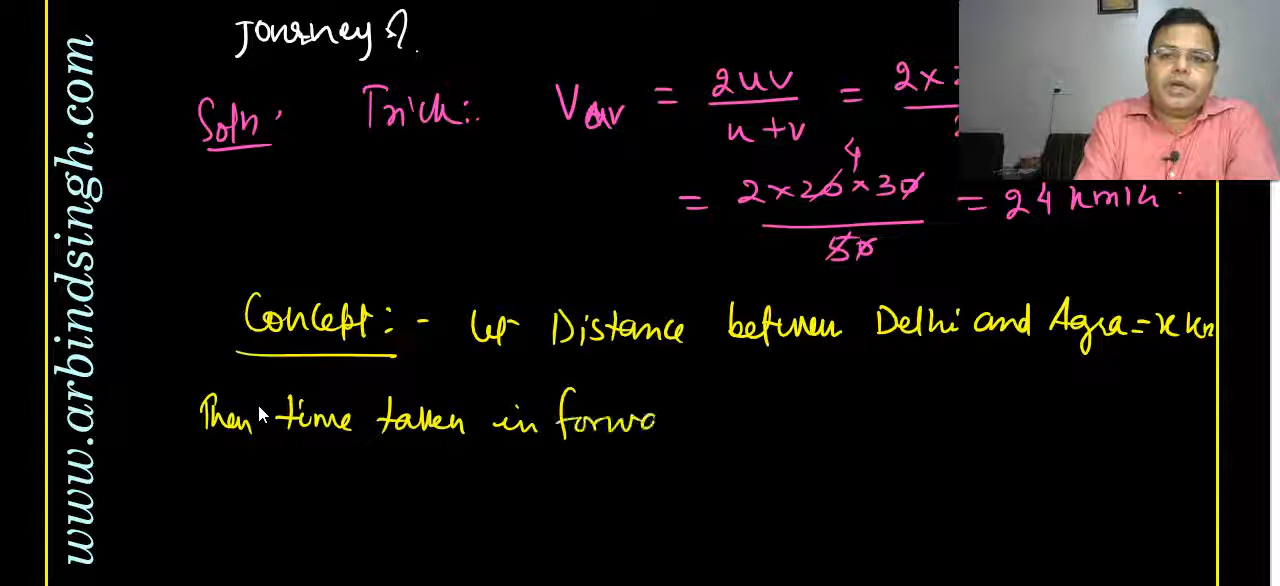 Journey?
Soln. Trick:. Vav = 2uv / u+v = 2×
= 2×20×30 / 50 = 24 km/h.
4
Concept:- Let Distance between Delhi and Agra = x km
Then time taken in forwa
www.arbindsingh.com